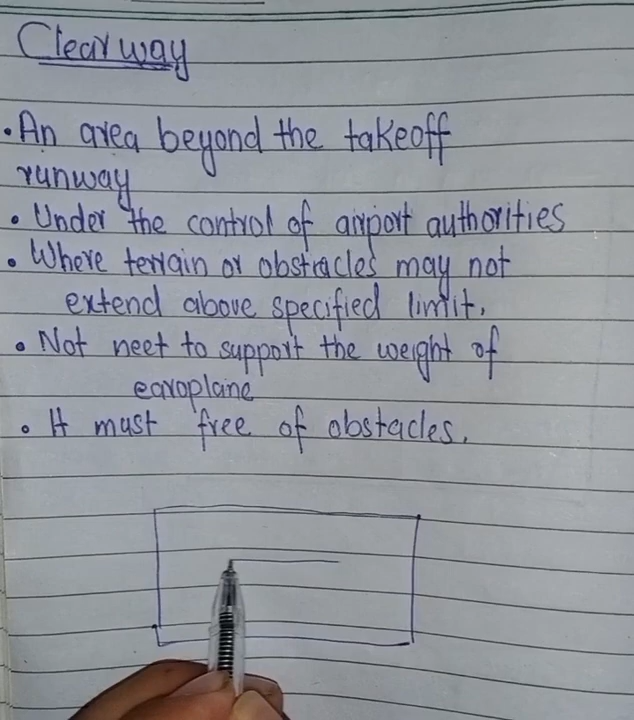 Clearway
• An area beyond the takeoff
runway
• Under the control of airport authorities
• Where terrain or obstracles may not
extend above specified limit.
• Not neet to support the weight of
earoplane
• It must free of obstacles.